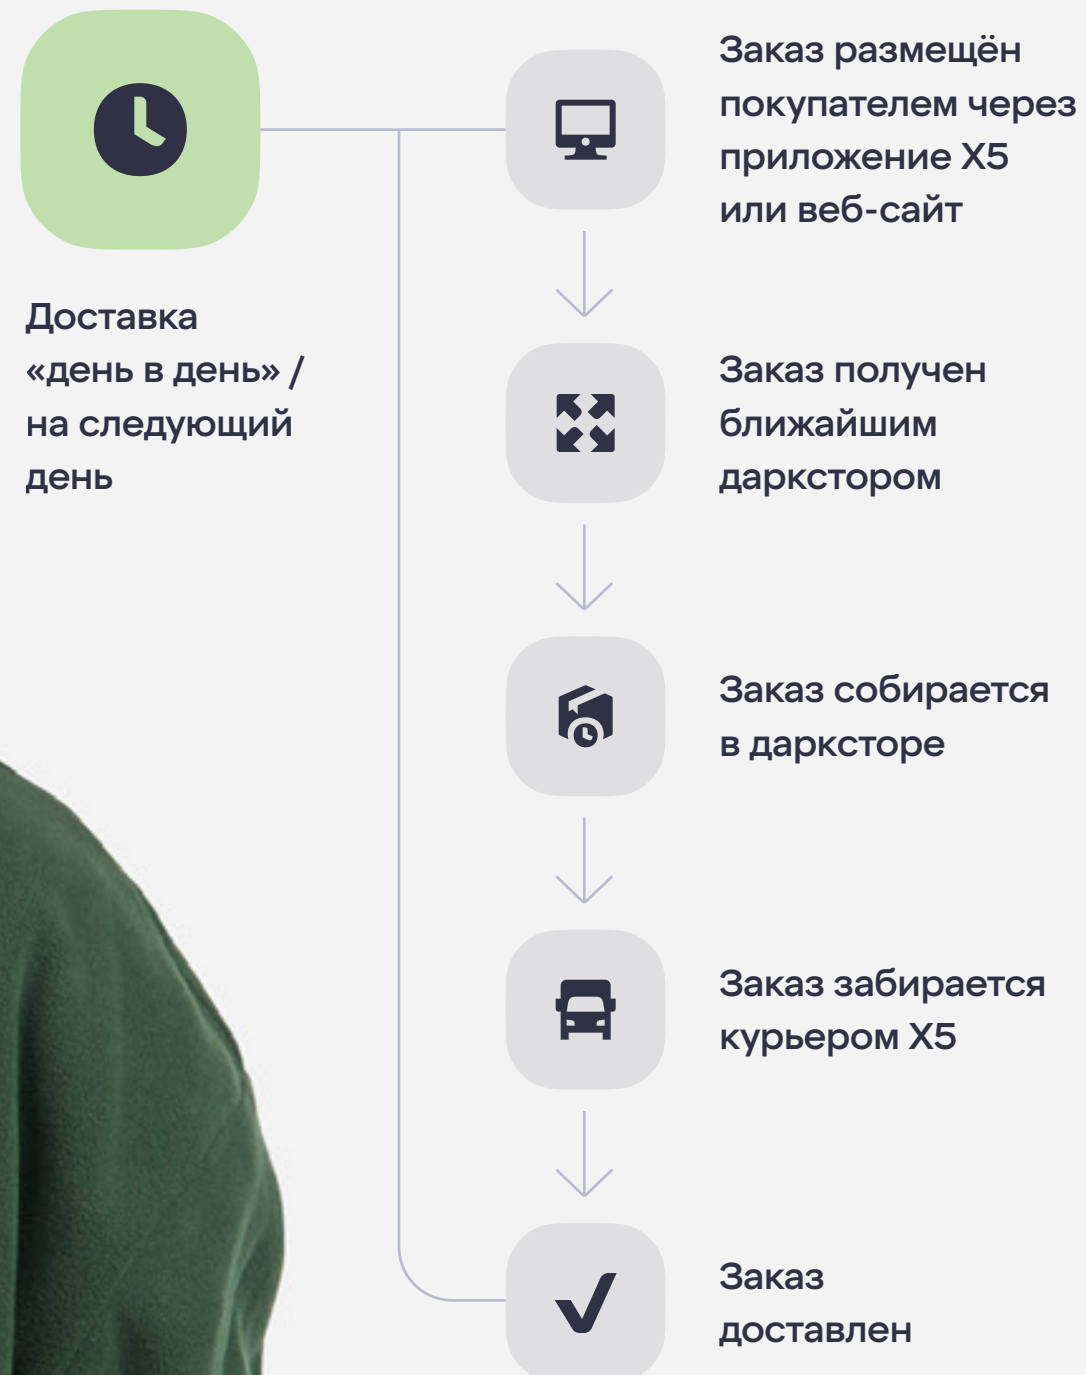 Заказ размещён
покупателем через
приложение X5
или веб-сайт
Доставка
«день в день» /
на следующий
день
Заказ получен
ближайшим
даркстором
Заказ собирается
в даркcторе
Заказ забирается
курьером X5
Заказ
доставлен